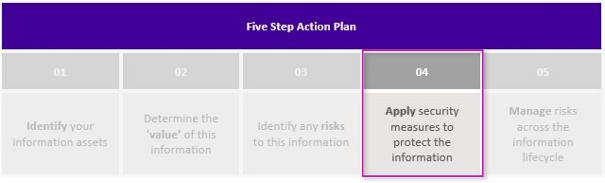 Five Step Action Plan
01
02
03
04
05
Identify your
information assets
Determine the
'value' of this
information
Identify any risks
to this information
Apply security
measures to
protect the
information
Manage risks
across the
information
lifecycle